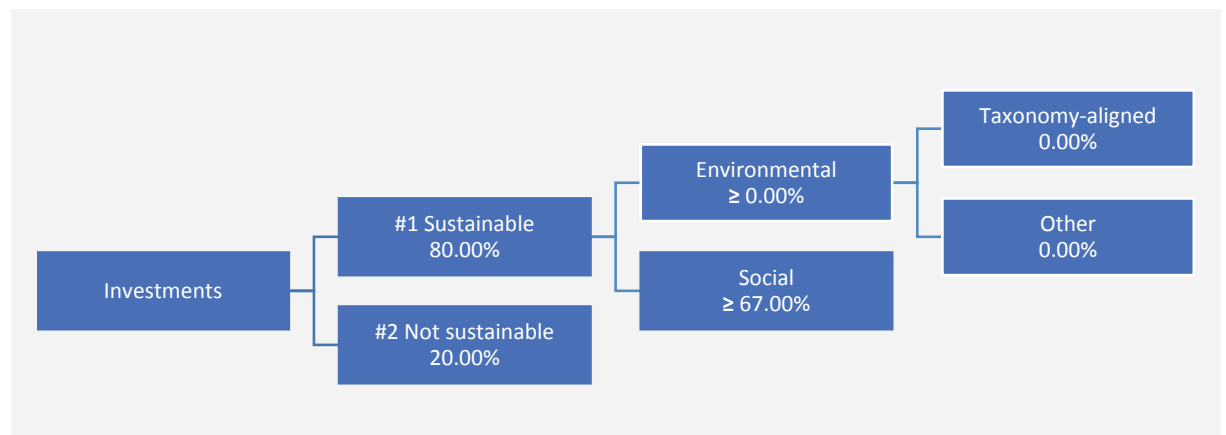 Investments
#1 Sustainable
80.00%
#2 Not sustainable
20.00%
Environmental
≥ 0.00%
Social
≥ 67.00%
Taxonomy-aligned
0.00%
Other
0.00%